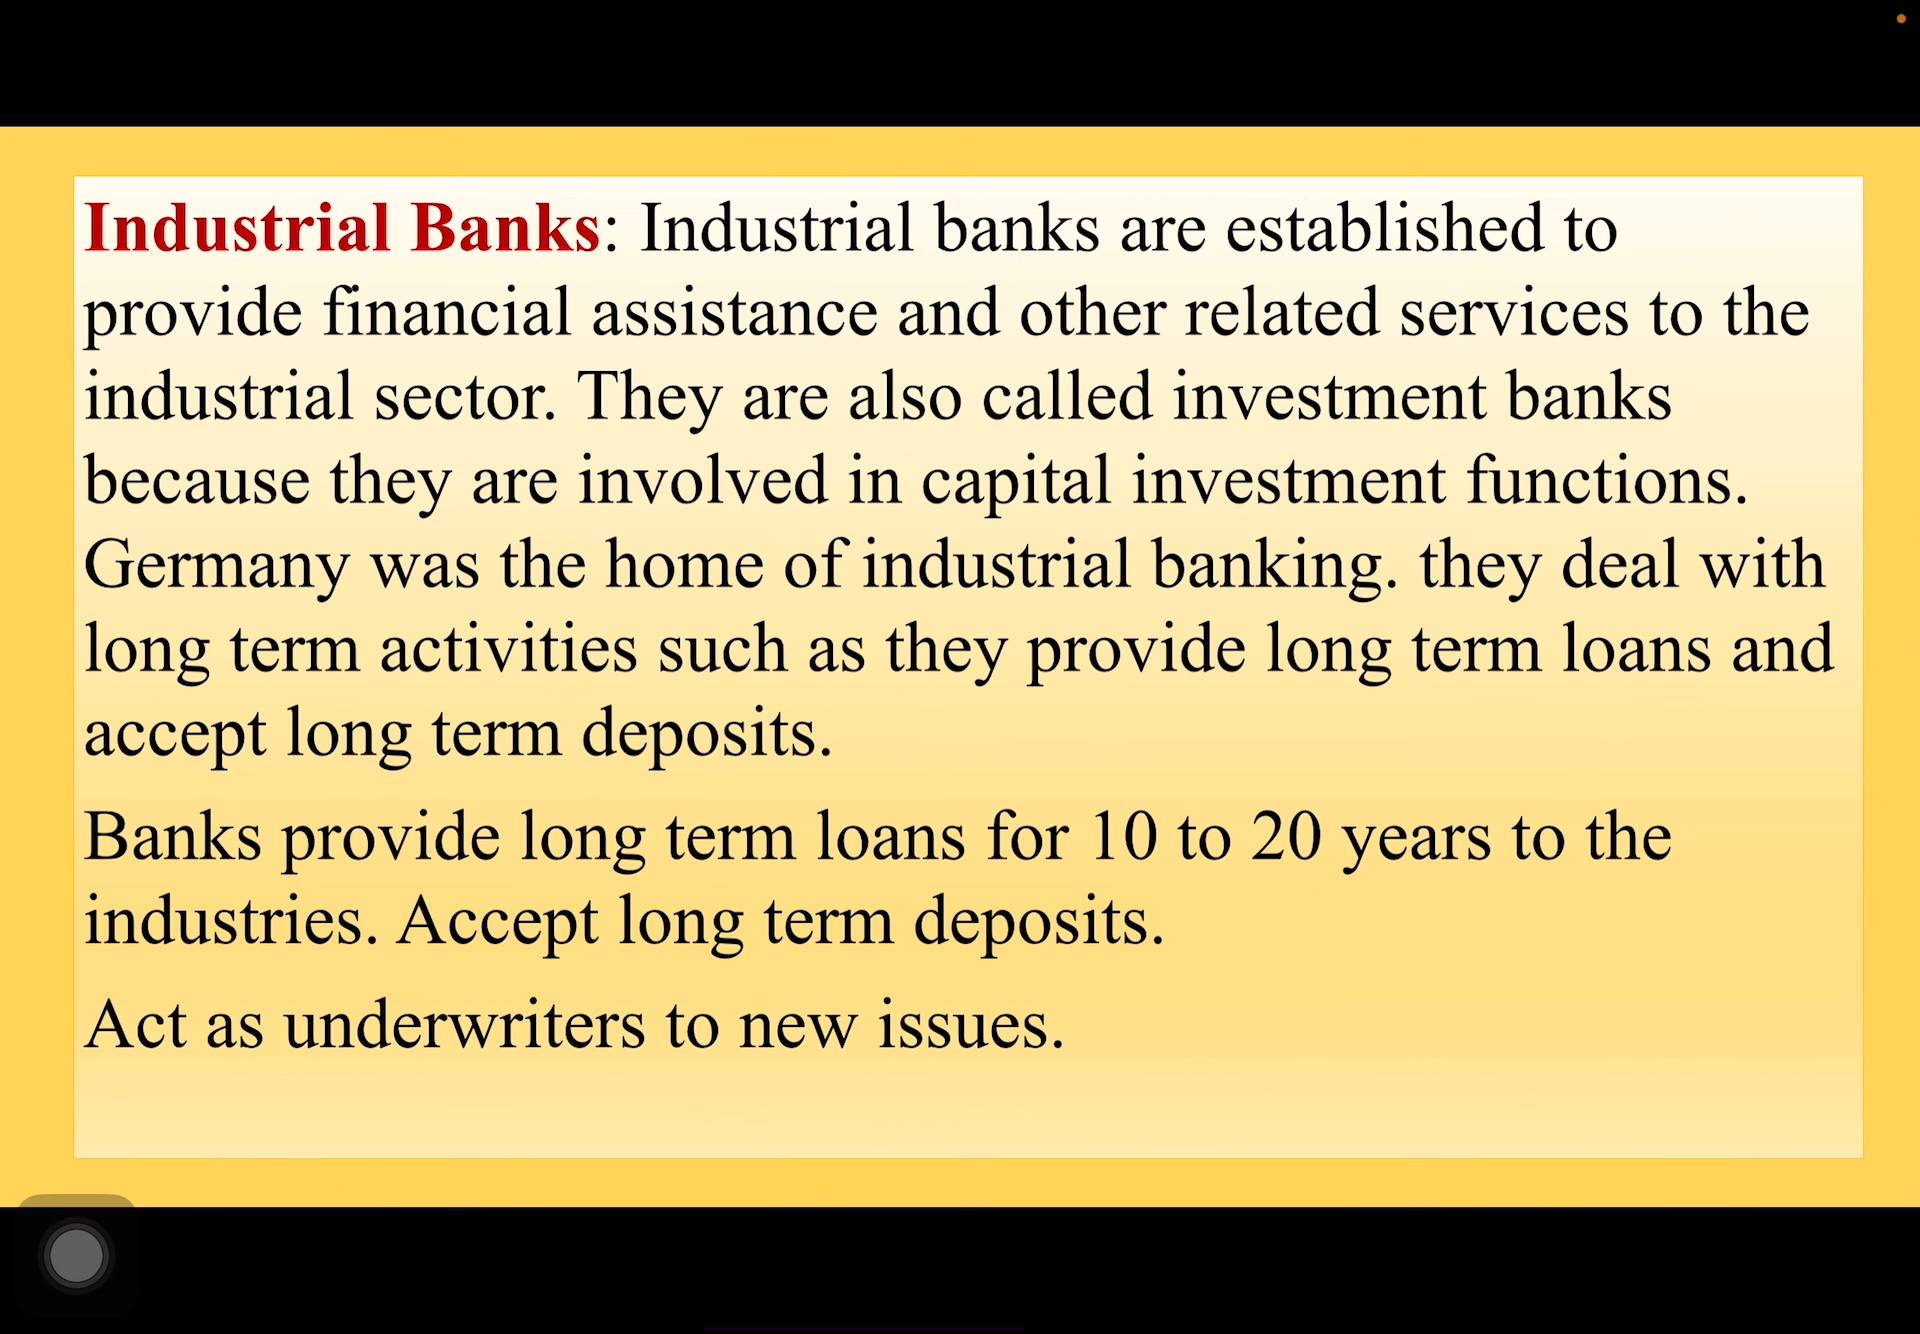 Industrial Banks: Industrial banks are established to
provide financial assistance and other related services to the
industrial sector. They are also called investment banks
because they are involved in capital investment functions.
Germany was the home of industrial banking. they deal with
long term activities such as they provide long term loans and
accept long term deposits.
Banks provide long term loans for 10 to 20 years to the
industries. Accept long term deposits.
Act as underwriters to new issues.